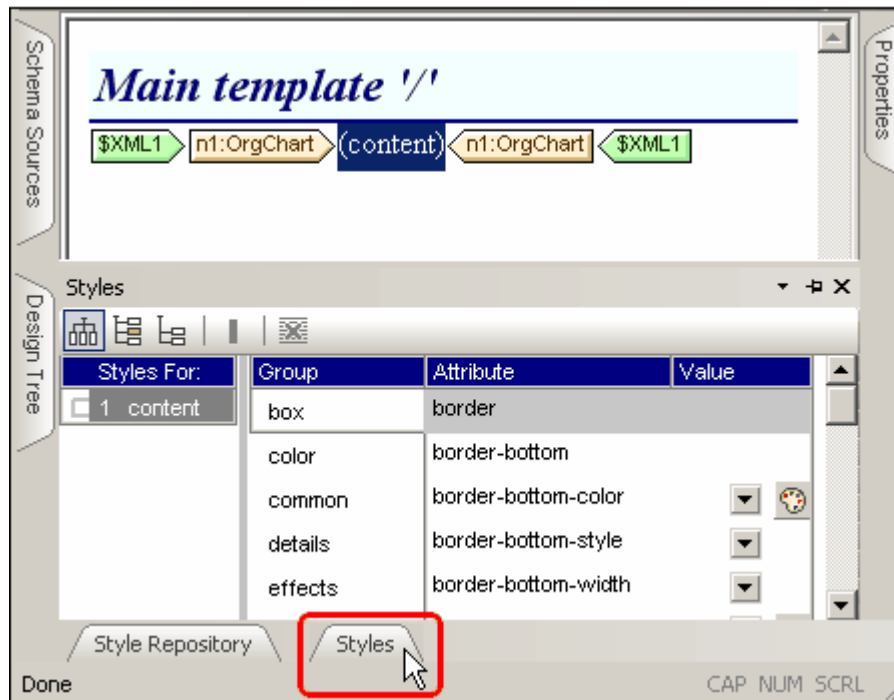 Schema Sources
Design Tree
Main template '/'
$XML1 n1:OrgChart (content) n1:OrgChart $XML1
Properties
Styles
Styles For: Group Attribute Value
1 content box border
color border-bottom
common border-bottom-color
details border-bottom-style
effects border-bottom-width
Style Repository Styles
Done CAP NUM SCRL